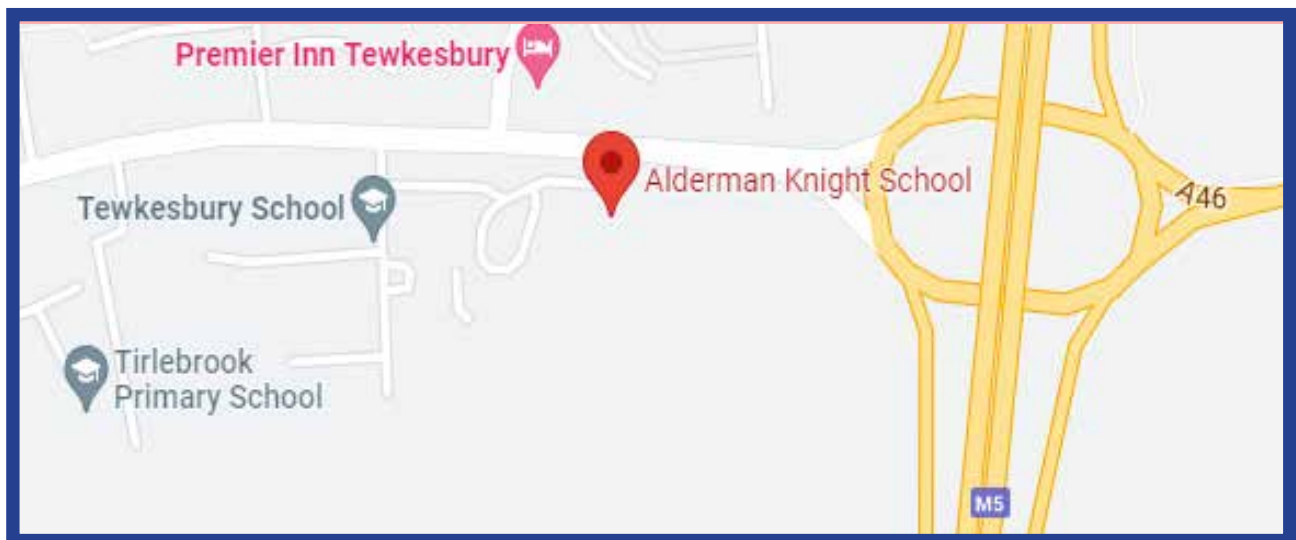 Premier Inn Tewkesbury
Alderman Knight School
Tewkesbury School
A46
Tirlebrook
Primary School
M5